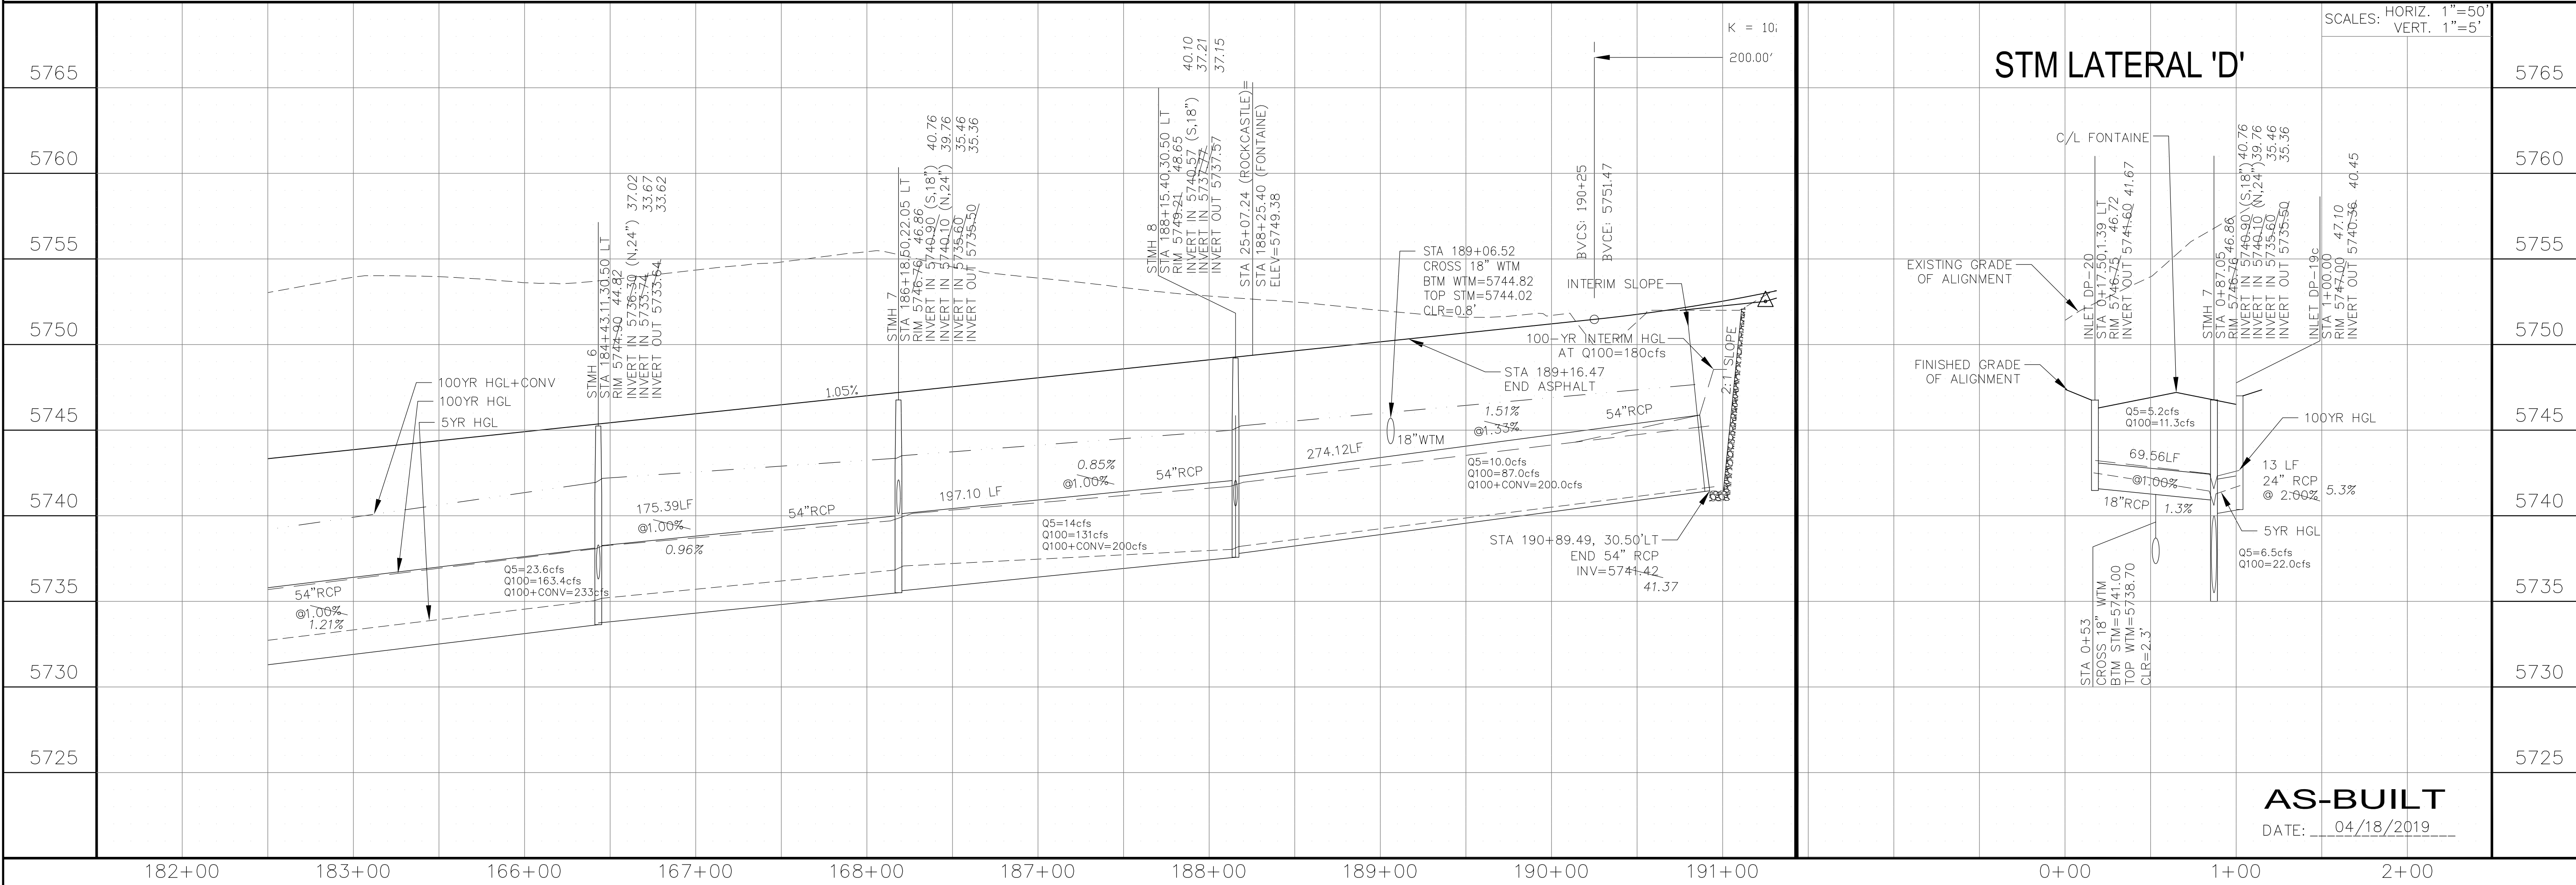 SCALES: HORIZ. 1"=50'
VERT. 1"=5'
K = 10
200.00'
STM LATERAL 'D'
5765
5760
5755
5750
5745
5740
5735
5730
5725
STMH 6
STA 184+43.11,30.50 LT
RIM 5744.90 44.82
INVERT IN 5736.30 (N,24") 37.02
INVERT IN 5733.74 33.67
INVERT OUT 5733.64 33.62
STMH 7
STA 186+18.50,22.05 LT
RIM 5746.76 46.86
INVERT IN 5740.90 (S,18") 40.76
INVERT IN 5740.10 (N,24") 39.76
INVERT IN 5735.60 35.46
INVERT OUT 5735.50 35.36
STMH 8
STA 188+15.40,30.50 LT
RIM 5749.21 48.65
INVERT IN 5740.57 (S,18") 40.10
INVERT IN 5737.77 37.21
INVERT OUT 5737.57 37.15
STA 25+07.24 (ROCKCASTLE)=
STA 188+25.40 (FONTAINE)
ELEV=5749.38
BVCS: 190+25
BVCE: 5751.47
STA 189+06.52
CROSS 18" WTM
BTM WTM=5744.82
TOP STM=5744.02
CLR=0.8'
INTERIM SLOPE
100-YR INTERIM HGL
AT Q100=180cfs
STA 189+16.47
END ASPHALT
2:1 SLOPE
100YR HGL+CONV
100YR HGL
5YR HGL
1.05%
175.39LF
@1.00%
0.96%
54"RCP
197.10 LF
0.85%
@1.00%
54"RCP
274.12LF
18"WTM
1.51%
@1.33%
54"RCP
54"RCP
@1.00%
1.21%
Q5=23.6cfs
Q100=163.4cfs
Q100+CONV=233cfs
Q5=14cfs
Q100=131cfs
Q100+CONV=200cfs
Q5=10.0cfs
Q100=87.0cfs
Q100+CONV=200.0cfs
STA 190+89.49, 30.50'LT
END 54" RCP
INV=5741.42
41.37
C/L FONTAINE
EXISTING GRADE
OF ALIGNMENT
FINISHED GRADE
OF ALIGNMENT
INLET DP-20
STA 0+17.50,1.39 LT
RIM 5746.75 46.72
INVERT OUT 5741.60 41.67
STMH 7
STA 0+87.05
RIM 5746.76 46.86
INVERT IN 5740.90 (S,18") 40.76
INVERT IN 5740.10 (N,24") 39.76
INVERT IN 5735.60 35.46
INVERT OUT 5735.50 35.36
INLET DP-19c
STA 1+00.00
RIM 5747.00 47.10
INVERT OUT 5740.36 40.45
Q5=5.2cfs
Q100=11.3cfs
69.56LF
@1.00%
18"RCP 1.3%
100YR HGL
13 LF
24" RCP
@ 2.00% 5.3%
5YR HGL
Q5=6.5cfs
Q100=22.0cfs
STA 0+53
CROSS 18" WTM
BTM STM=5741.00
TOP WTM=5738.70
CLR=2.3'
5765
5760
5755
5750
5745
5740
5735
5730
5725
AS-BUILT
DATE: 04/18/2019
182+00 183+00 166+00 167+00 168+00 187+00 188+00 189+00 190+00 191+00 0+00 1+00 2+00